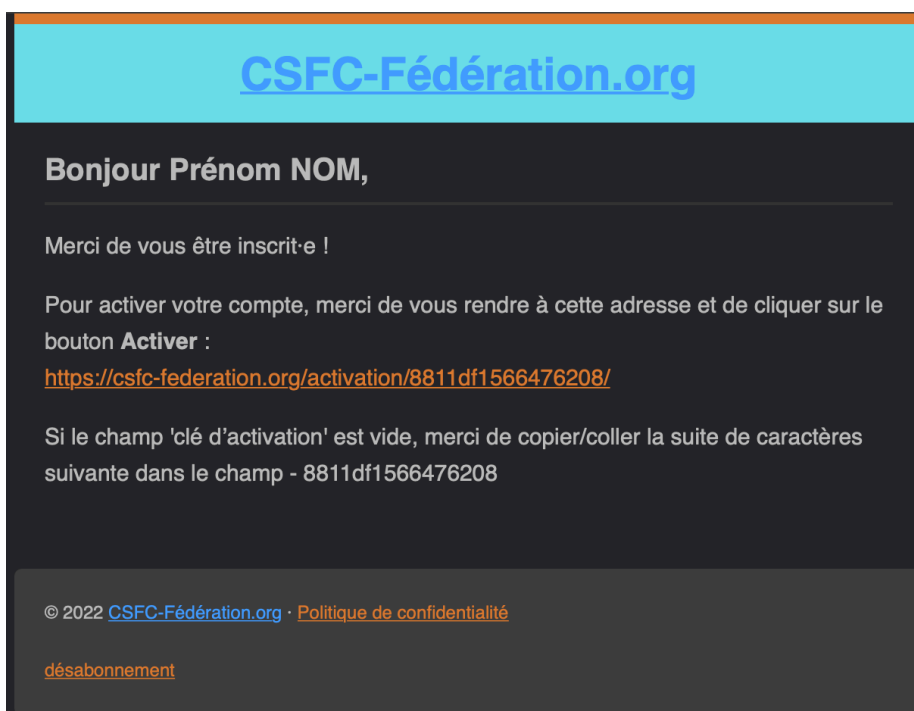 CSFC-Fédération.org
Bonjour Prénom NOM,
Merci de vous être inscrit·e !
Pour activer votre compte, merci de vous rendre à cette adresse et de cliquer sur le
bouton Activer :
https://csfc-federation.org/activation/8811df1566476208/
Si le champ 'clé d’activation' est vide, merci de copier/coller la suite de caractères
suivante dans le champ - 8811df1566476208
© 2022 CSFC-Fédération.org · Politique de confidentialité
désabonnement